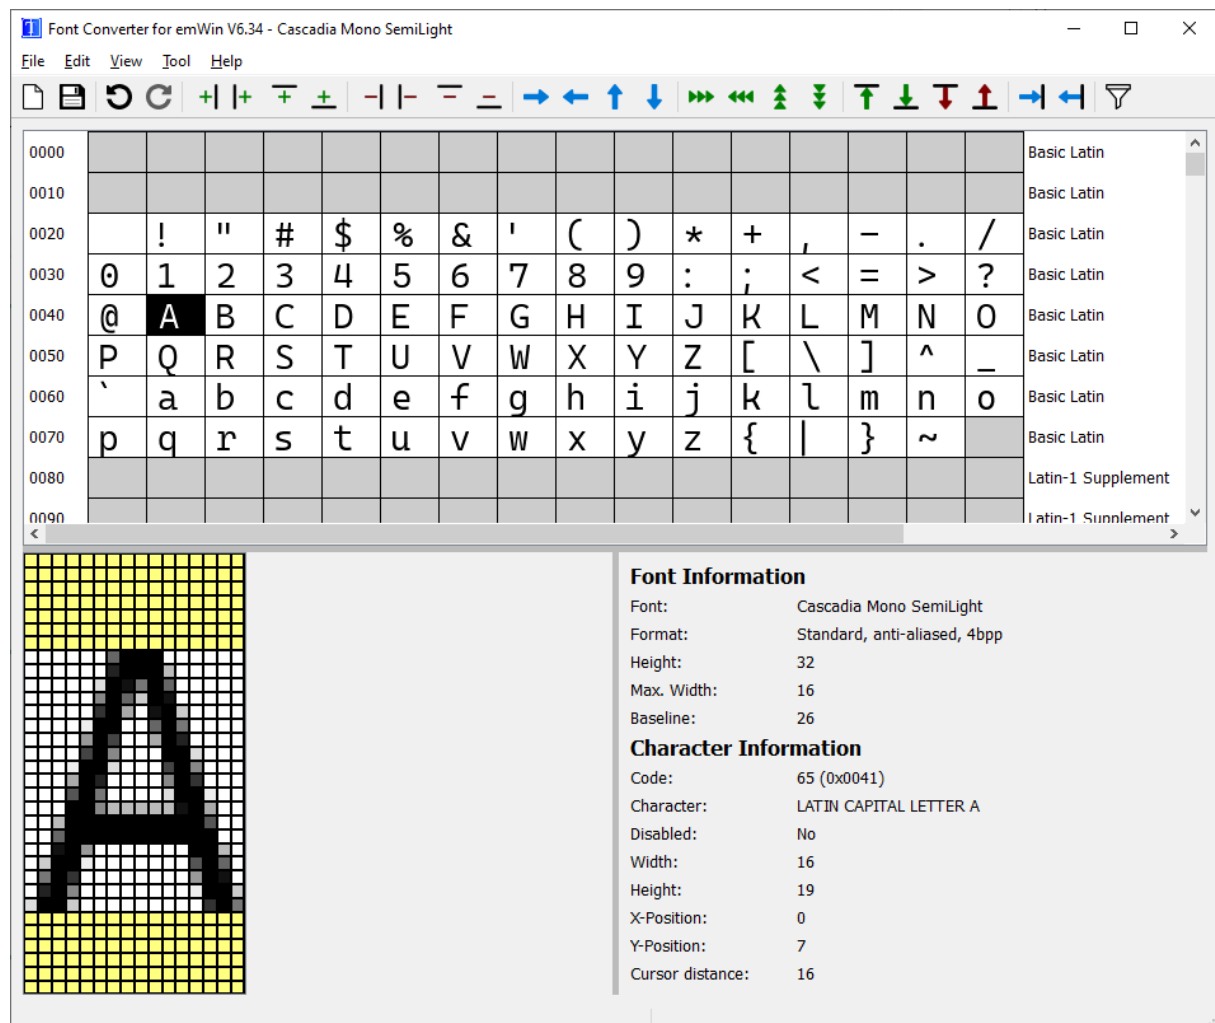 Font Converter for emWin V6.34 - Cascadia Mono SemiLight
File Edit View Tool Help
0000 Basic Latin
0010 Basic Latin
0020 ! " # $ % & ' ( ) * + , − . / Basic Latin
0030 0 1 2 3 4 5 6 7 8 9 : ; < = > ? Basic Latin
0040 @ A B C D E F G H I J K L M N O Basic Latin
0050 P Q R S T U V W X Y Z [ \ ] ^ _ Basic Latin
0060 ` a b c d e f g h i j k l m n o Basic Latin
0070 p q r s t u v w x y z { | } ~ Basic Latin
0080 Latin-1 Supplement
0090 Latin-1 Supplement
A
Font Information
Font: Cascadia Mono SemiLight
Format: Standard, anti-aliased, 4bpp
Height: 32
Max. Width: 16
Baseline: 26
Character Information
Code: 65 (0x0041)
Character: LATIN CAPITAL LETTER A
Disabled: No
Width: 16
Height: 19
X-Position: 0
Y-Position: 7
Cursor distance: 16